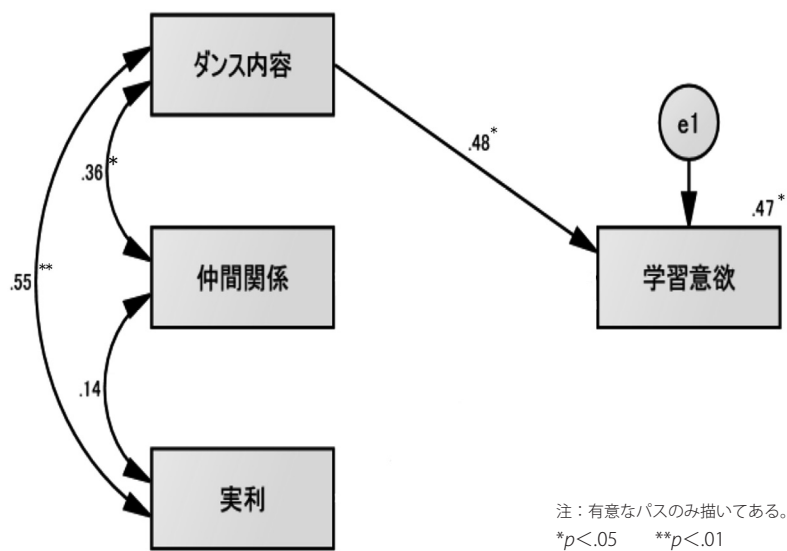 ダンス内容
e1
.48*
.36*
.47*
仲間関係
学習意欲
.55**
.14
実利
注：有意なパスのみ描いてある。
*p<.05 **p<.01